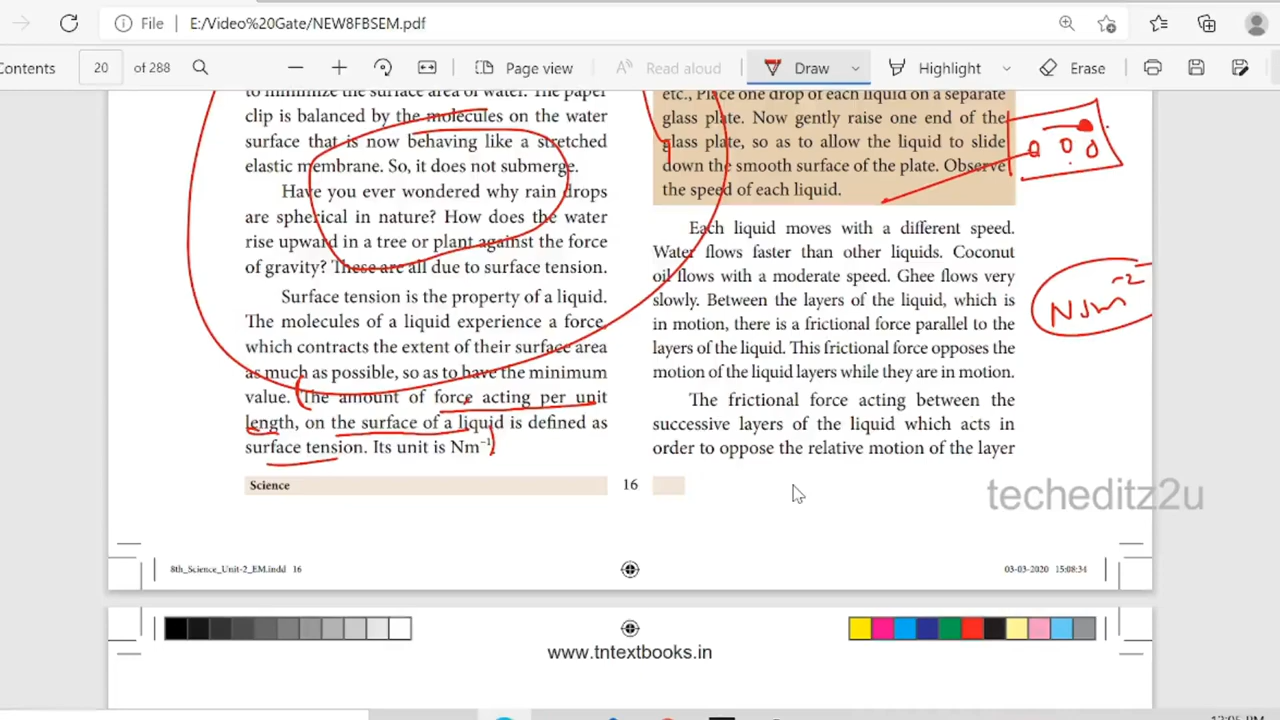 File
E:/Video%20Gate/NEW8FBSEM.pdf
Contents
20
of 288
Page view
Read aloud
Draw
Highlight
Erase
to minimize the surface area of water. The paper
clip is balanced by the molecules on the water
surface that is now behaving like a stretched
elastic membrane. So, it does not submerge.
Have you ever wondered why rain drops
are spherical in nature? How does the water
rise upward in a tree or plant against the force
of gravity? These are all due to surface tension.
Surface tension is the property of a liquid.
The molecules of a liquid experience a force,
which contracts the extent of their surface area
as much as possible, so as to have the minimum
value. The amount of force acting per unit
length, on the surface of a liquid is defined as
surface tension. Its unit is Nm⁻¹
Science
16
etc., Place one drop of each liquid on a separate
glass plate. Now gently raise one end of the
glass plate, so as to allow the liquid to slide
down the smooth surface of the plate. Observe
the speed of each liquid.
Each liquid moves with a different speed.
Water flows faster than other liquids. Coconut
oil flows with a moderate speed. Ghee flows very
slowly. Between the layers of the liquid, which is
in motion, there is a frictional force parallel to the
layers of the liquid. This frictional force opposes the
motion of the liquid layers while they are in motion.
The frictional force acting between the
successive layers of the liquid which acts in
order to oppose the relative motion of the layer
NSm⁻²
techeditz2u
8th_Science_Unit-2_EM.indd 16
03-03-2020 15:08:34
www.tntextbooks.in